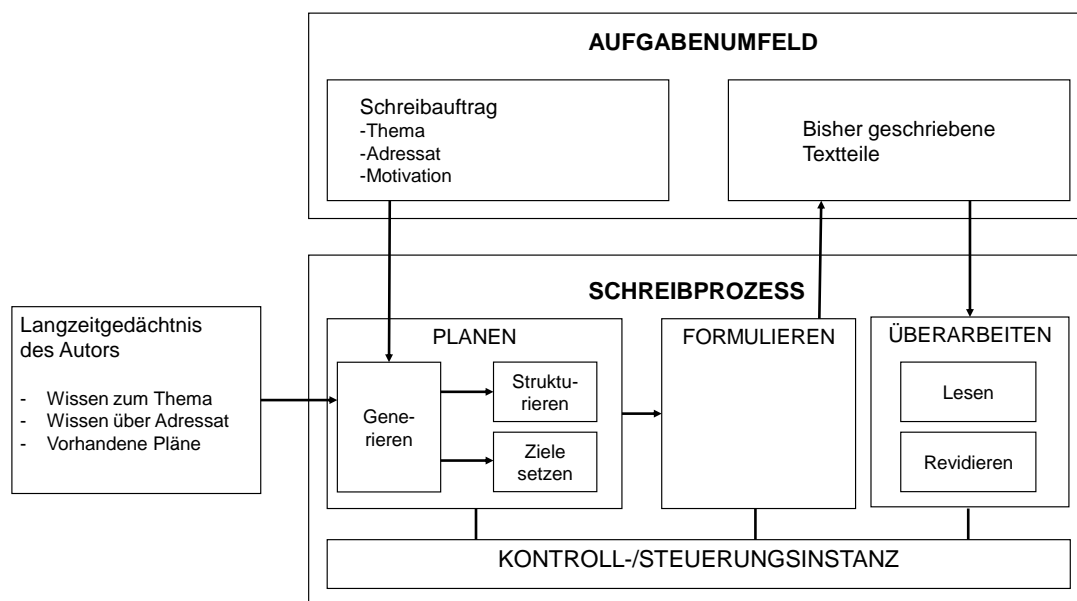 AUFGABENUMFELD
Schreibauftrag
-Thema
-Adressat
-Motivation
Bisher geschriebene
Textteile
SCHREIBPROZESS
Langzeitgedächtnis
des Autors
- Wissen zum Thema
- Wissen über Adressat
- Vorhandene Pläne
PLANEN
Gene-
rieren
Struktu-
rieren
Ziele
setzen
FORMULIEREN
ÜBERARBEITEN
Lesen
Revidieren
KONTROLL-/STEUERUNGSINSTANZ